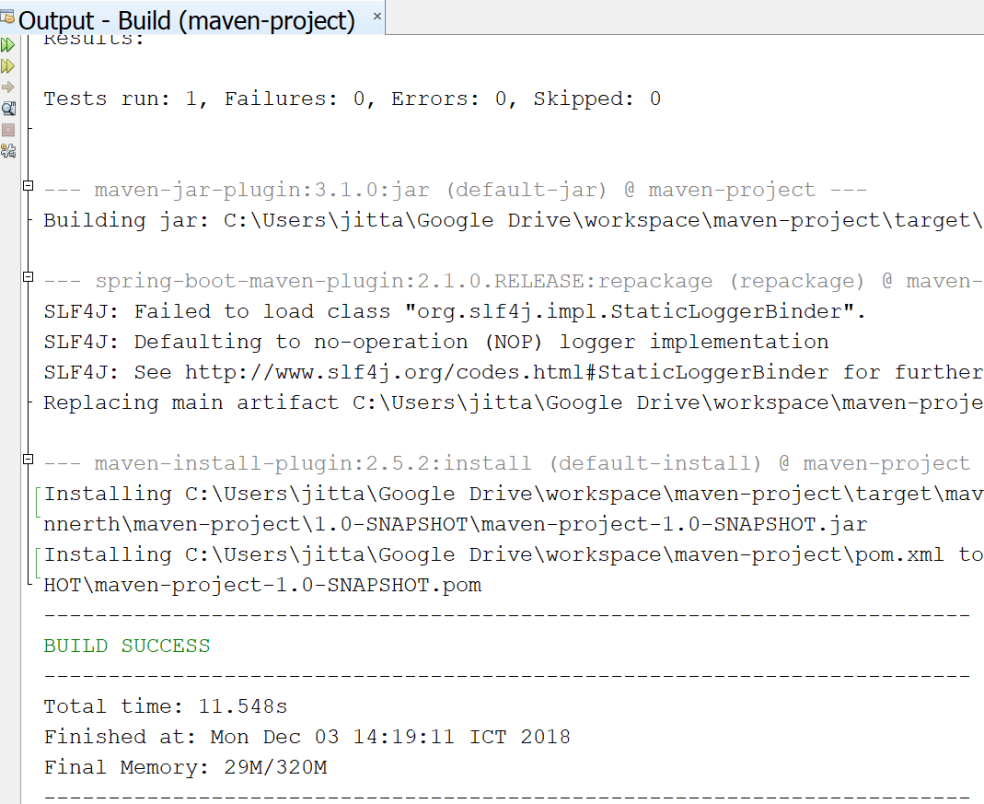 Output - Build (maven-project)
Results:
Tests run: 1, Failures: 0, Errors: 0, Skipped: 0
--- maven-jar-plugin:3.1.0:jar (default-jar) @ maven-project ---
Building jar: C:\Users\jitta\Google Drive\workspace\maven-project\target\
--- spring-boot-maven-plugin:2.1.0.RELEASE:repackage (repackage) @ maven-
SLF4J: Failed to load class "org.slf4j.impl.StaticLoggerBinder".
SLF4J: Defaulting to no-operation (NOP) logger implementation
SLF4J: See http://www.slf4j.org/codes.html#StaticLoggerBinder for further
Replacing main artifact C:\Users\jitta\Google Drive\workspace\maven-proje
--- maven-install-plugin:2.5.2:install (default-install) @ maven-project
Installing C:\Users\jitta\Google Drive\workspace\maven-project\target\mav
nnerth\maven-project\1.0-SNAPSHOT\maven-project-1.0-SNAPSHOT.jar
Installing C:\Users\jitta\Google Drive\workspace\maven-project\pom.xml to
HOT\maven-project-1.0-SNAPSHOT.pom
------------------------------------------------------------------------
BUILD SUCCESS
------------------------------------------------------------------------
Total time: 11.548s
Finished at: Mon Dec 03 14:19:11 ICT 2018
Final Memory: 29M/320M
------------------------------------------------------------------------